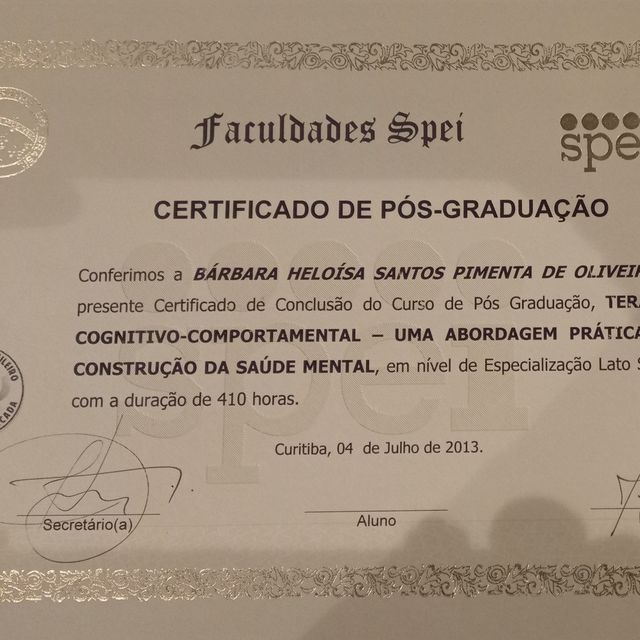 Faculdades Spei
spe
CERTIFICADO DE PÓS-GRADUAÇÃO
Conferimos a BÁRBARA HELOÍSA SANTOS PIMENTA DE OLIVEIR
presente Certificado de Conclusão do Curso de Pós Graduação, TERA
COGNITIVO-COMPORTAMENTAL – UMA ABORDAGEM PRÁTICA
CONSTRUÇÃO DA SAÚDE MENTAL, em nível de Especialização Lato S
com a duração de 410 horas.
spei
Curitiba, 04 de Julho de 2013.
Secretário(a)
Aluno